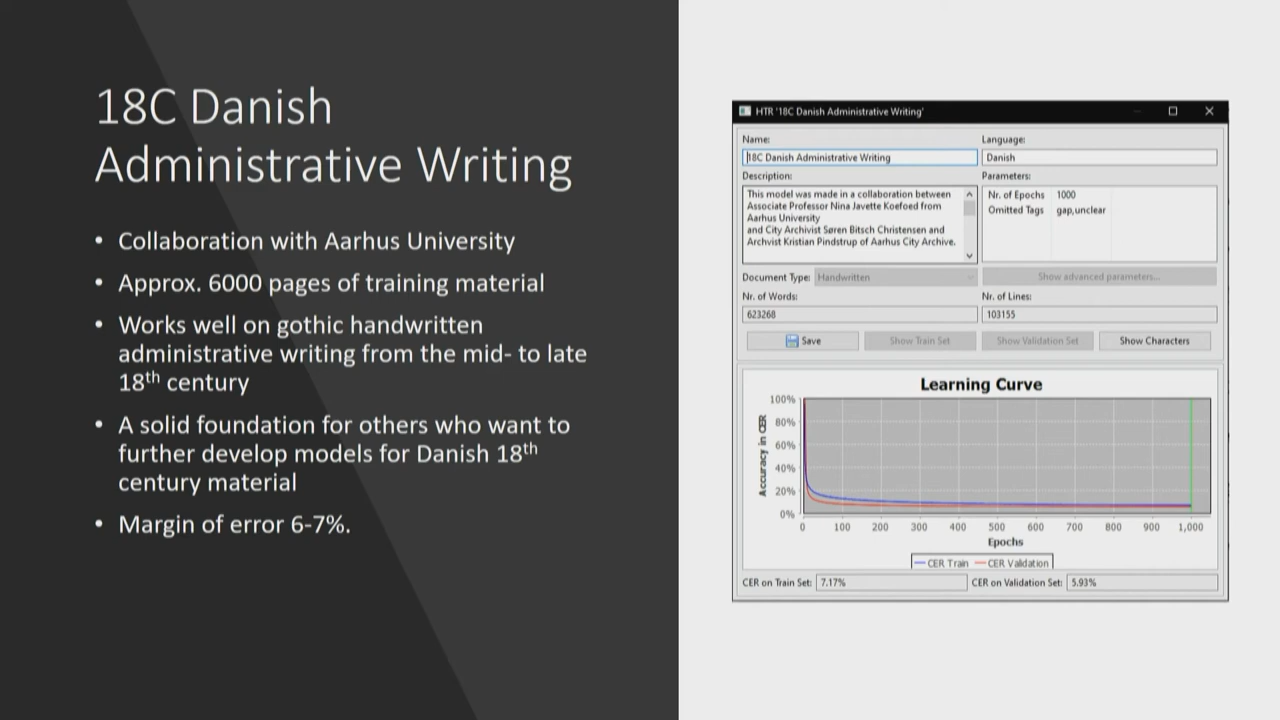 18C Danish
Administrative Writing
• Collaboration with Aarhus University
• Approx. 6000 pages of training material
• Works well on gothic handwritten
administrative writing from the mid- to late
18th century
• A solid foundation for others who want to
further develop models for Danish 18th
century material
• Margin of error 6-7%.
HTR '18C Danish Administrative Writing'
Name: Language:
18C Danish Administrative Writing Danish
Description: Parameters:
This model was made in a collaboration between
Associate Professor Nina Javette Koefoed from
Aarhus University
and City Archivist Søren Bitsch Christensen and
Archvist Kristian Pindstrup of Aarhus City Archive.
Nr. of Epochs 1000
Omitted Tags gap,unclear
Document Type: Handwritten Show advanced parameters...
Nr. of Words: Nr. of Lines:
623268 103155
Save Show Train Set Show Validation Set Show Characters
Learning Curve
Accuracy in CER
100%
80%
60%
40%
20%
0%
0 100 200 300 400 500 600 700 800 900 1,000
Epochs
CER Train CER Validation
CER on Train Set: 7.17% CER on Validation Set: 5.93%